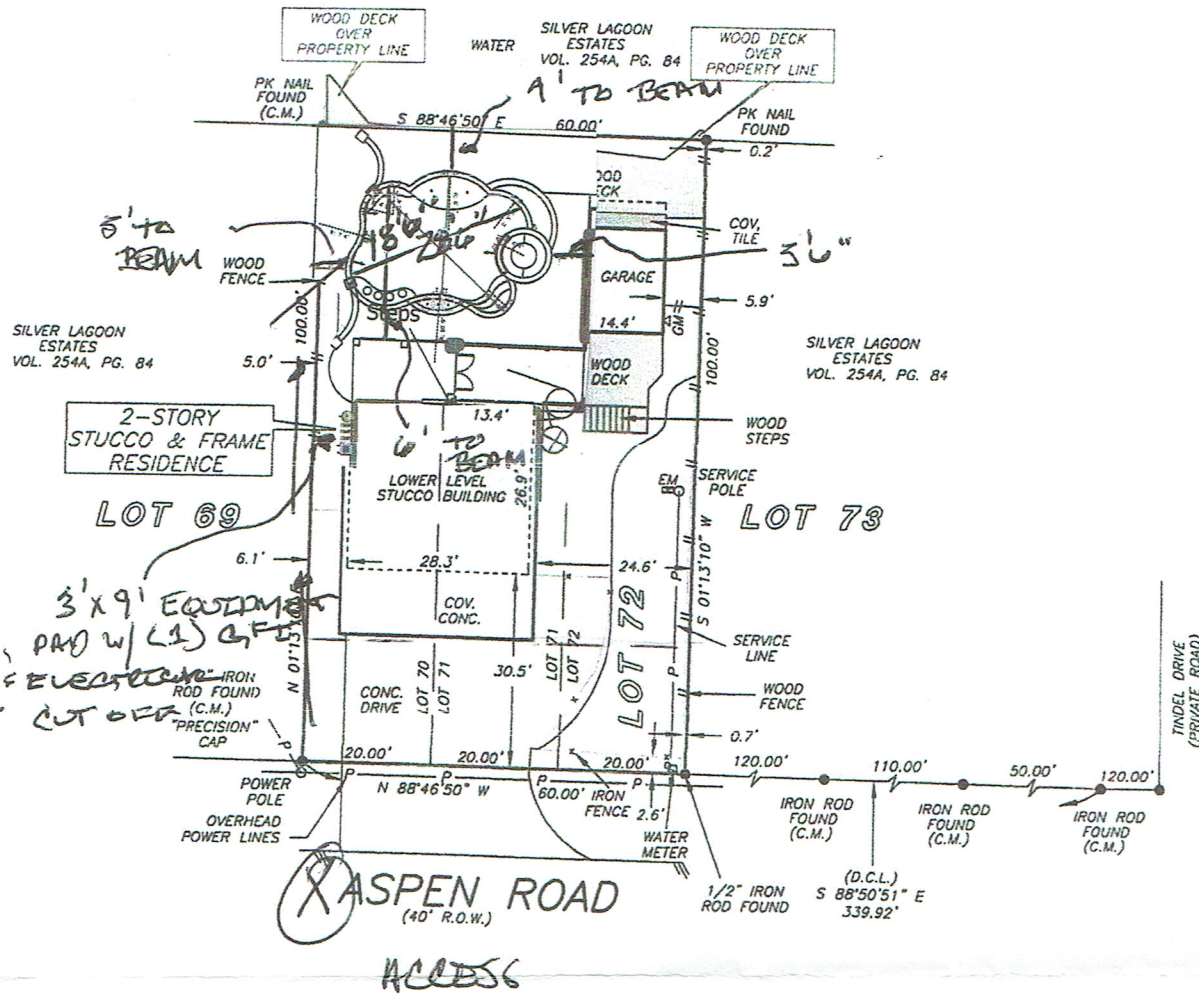 WOOD DECK
OVER
PROPERTY LINE
WATER
SILVER LAGOON
ESTATES
VOL. 254A, PG. 84
WOOD DECK
OVER
PROPERTY LINE
PK NAIL
FOUND
(C.M.)
TO BEAM
S 88°46'50" E
60.00'
PK NAIL
FOUND
0.2'
OOD
ECK
COV.
TILE
5' TO
BEAM
WOOD
FENCE
GARAGE
3'6"
5.9'
14.4'
GM
Steps
100.00'
100.00'
SILVER LAGOON
ESTATES
VOL. 254A, PG. 84
5.0'
SILVER LAGOON
ESTATES
VOL. 254A, PG. 84
WOOD
DECK
2-STORY
STUCCO & FRAME
RESIDENCE
13.4'
6' TO
BEAM
WOOD
STEPS
LOWER LEVEL
STUCCO BUILDING
26.9'
EM
SERVICE
POLE
LOT 69
LOT 73
6.1'
28.3'
24.6'
P
S 01°13'10" W
3'X9' EQUIPMENT
PAD W/ (1) GFI
& ELECTRICAL
CUT OFF
COV.
CONC.
LOT 72
SERVICE
LINE
N 01°13'
IRON
ROD FOUND
(C.M.)
"PRECISION"
CAP
CONC.
DRIVE
LOT 70
LOT 71
30.5'
LOT 71
LOT 72
P
WOOD
FENCE
TINDEL DRIVE
(PRIVATE ROAD)
0.7'
P
20.00'
20.00'
20.00'
120.00'
110.00'
50.00'
120.00'
POWER
POLE
P
P
P
P
N 88°46'50" W
60.00'
IRON
FENCE
2.6'
OVERHEAD
POWER LINES
WATER
METER
IRON ROD
FOUND
(C.M.)
IRON ROD
FOUND
(C.M.)
IRON ROD
FOUND
(C.M.)
X
ASPEN ROAD
(40' R.O.W.)
1/2" IRON
ROD FOUND
(D.C.L.)
S 88°50'51" E
339.92'
ACCESS